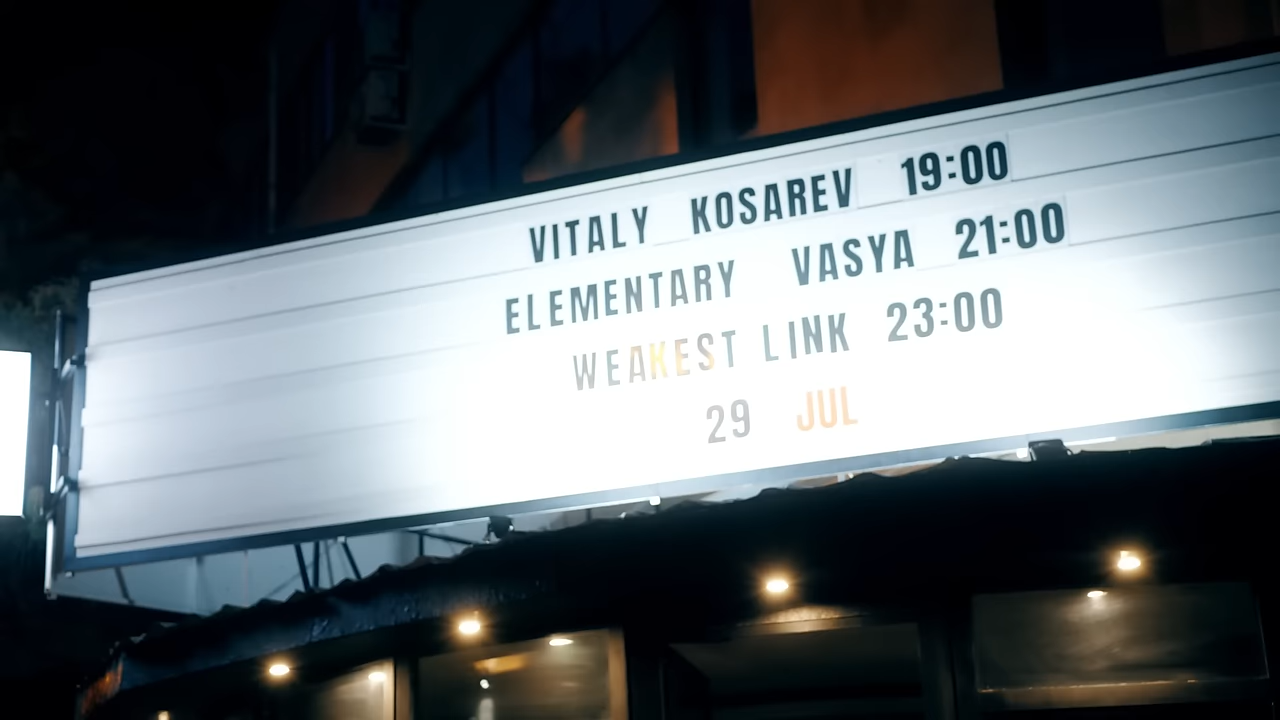 VITALY KOSAREV 19:00
ELEMENTARY VASYA 21:00
WEAKEST LINK 23:00
29 JUL